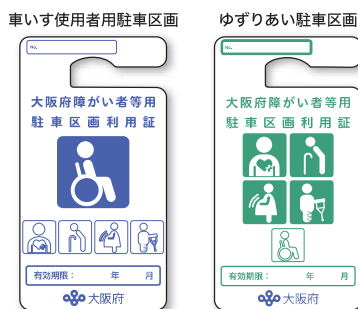 車いす使用者用駐車区画
No.
大阪府障がい者等用
駐車区画利用証
有効期限： 年 月
大阪府
ゆずりあい駐車区画
No.
大阪府障がい者等用
駐車区画利用証
有効期限： 年 月
大阪府